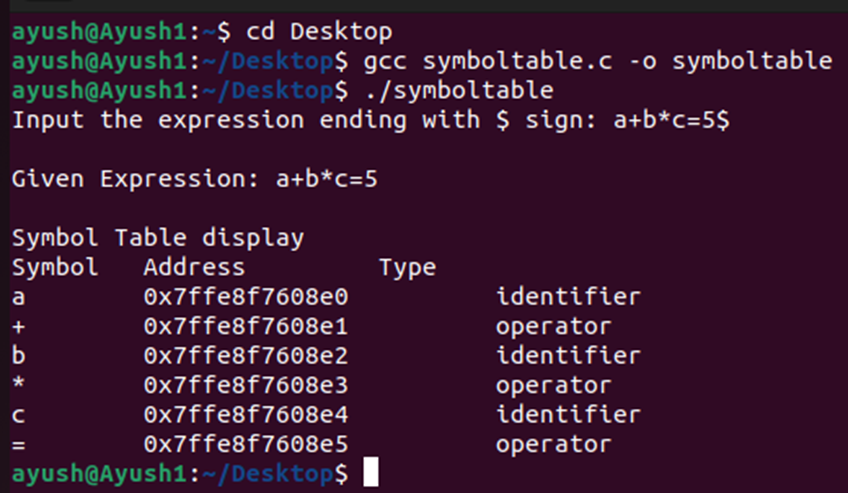 ayush@Ayush1:~$ cd Desktop
ayush@Ayush1:~/Desktop$ gcc symboltable.c -o symboltable
ayush@Ayush1:~/Desktop$ ./symboltable
Input the expression ending with $ sign: a+b*c=5$
Given Expression: a+b*c=5
Symbol Table display
Symbol Address Type
a 0x7ffe8f7608e0 identifier
+ 0x7ffe8f7608e1 operator
b 0x7ffe8f7608e2 identifier
* 0x7ffe8f7608e3 operator
c 0x7ffe8f7608e4 identifier
= 0x7ffe8f7608e5 operator
ayush@Ayush1:~/Desktop$